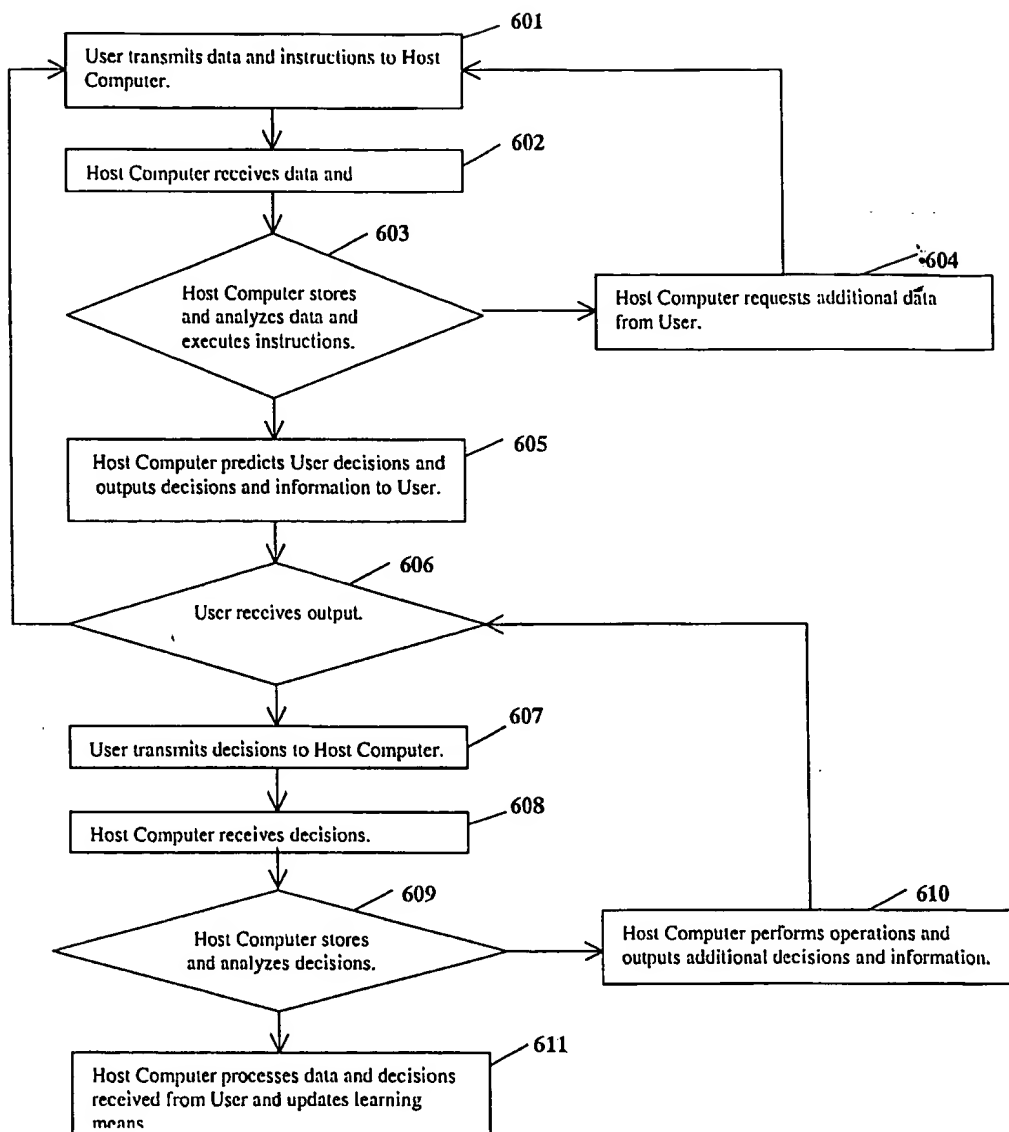 601
User transmits data and instructions to Host
Computer.
602
Host Computer receives data and
603
Host Computer stores
and analyzes data and
executes instructions.
604
Host Computer requests additional data
from User.
605
Host Computer predicts User decisions and
outputs decisions and information to User.
606
User receives output.
607
User transmits decisions to Host Computer.
608
Host Computer receives decisions.
609
Host Computer stores
and analyzes decisions.
610
Host Computer performs operations and
outputs additional decisions and information.
611
Host Computer processes data and decisions
received from User and updates learning
means.